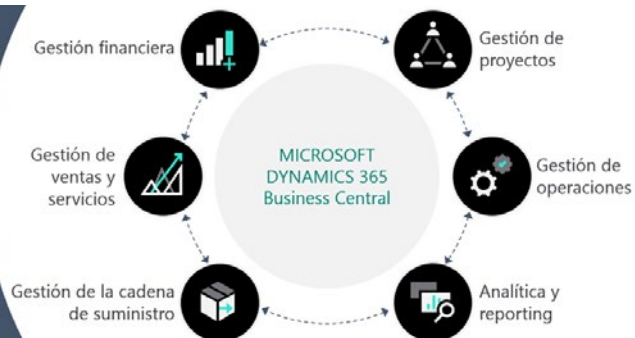 Gestión financiera
Gestión de
proyectos
Gestión de
ventas y
servicios
MICROSOFT
DYNAMICS 365
Business Central
Gestión de
operaciones
Gestión de la cadena
de suministro
Analítica y
reporting